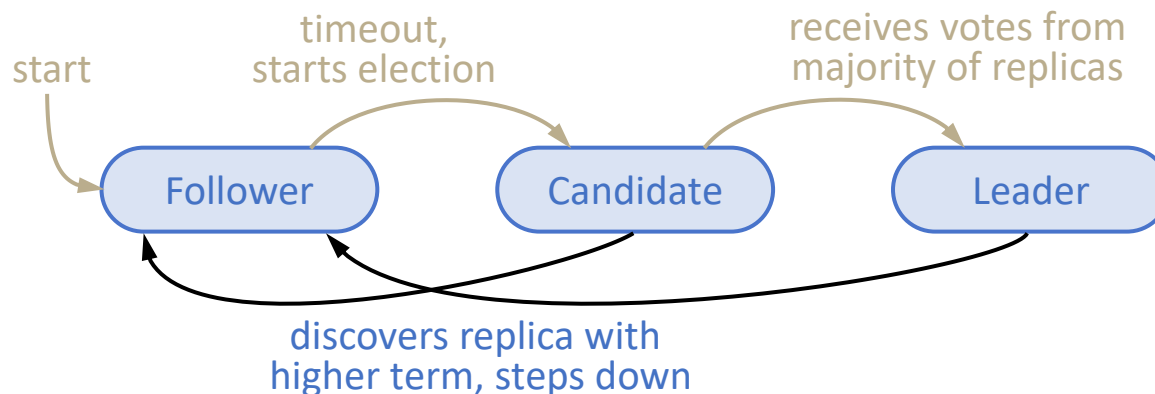 start
timeout,
starts election
receives votes from
majority of replicas
Follower
Candidate
Leader
discovers replica with
higher term, steps down